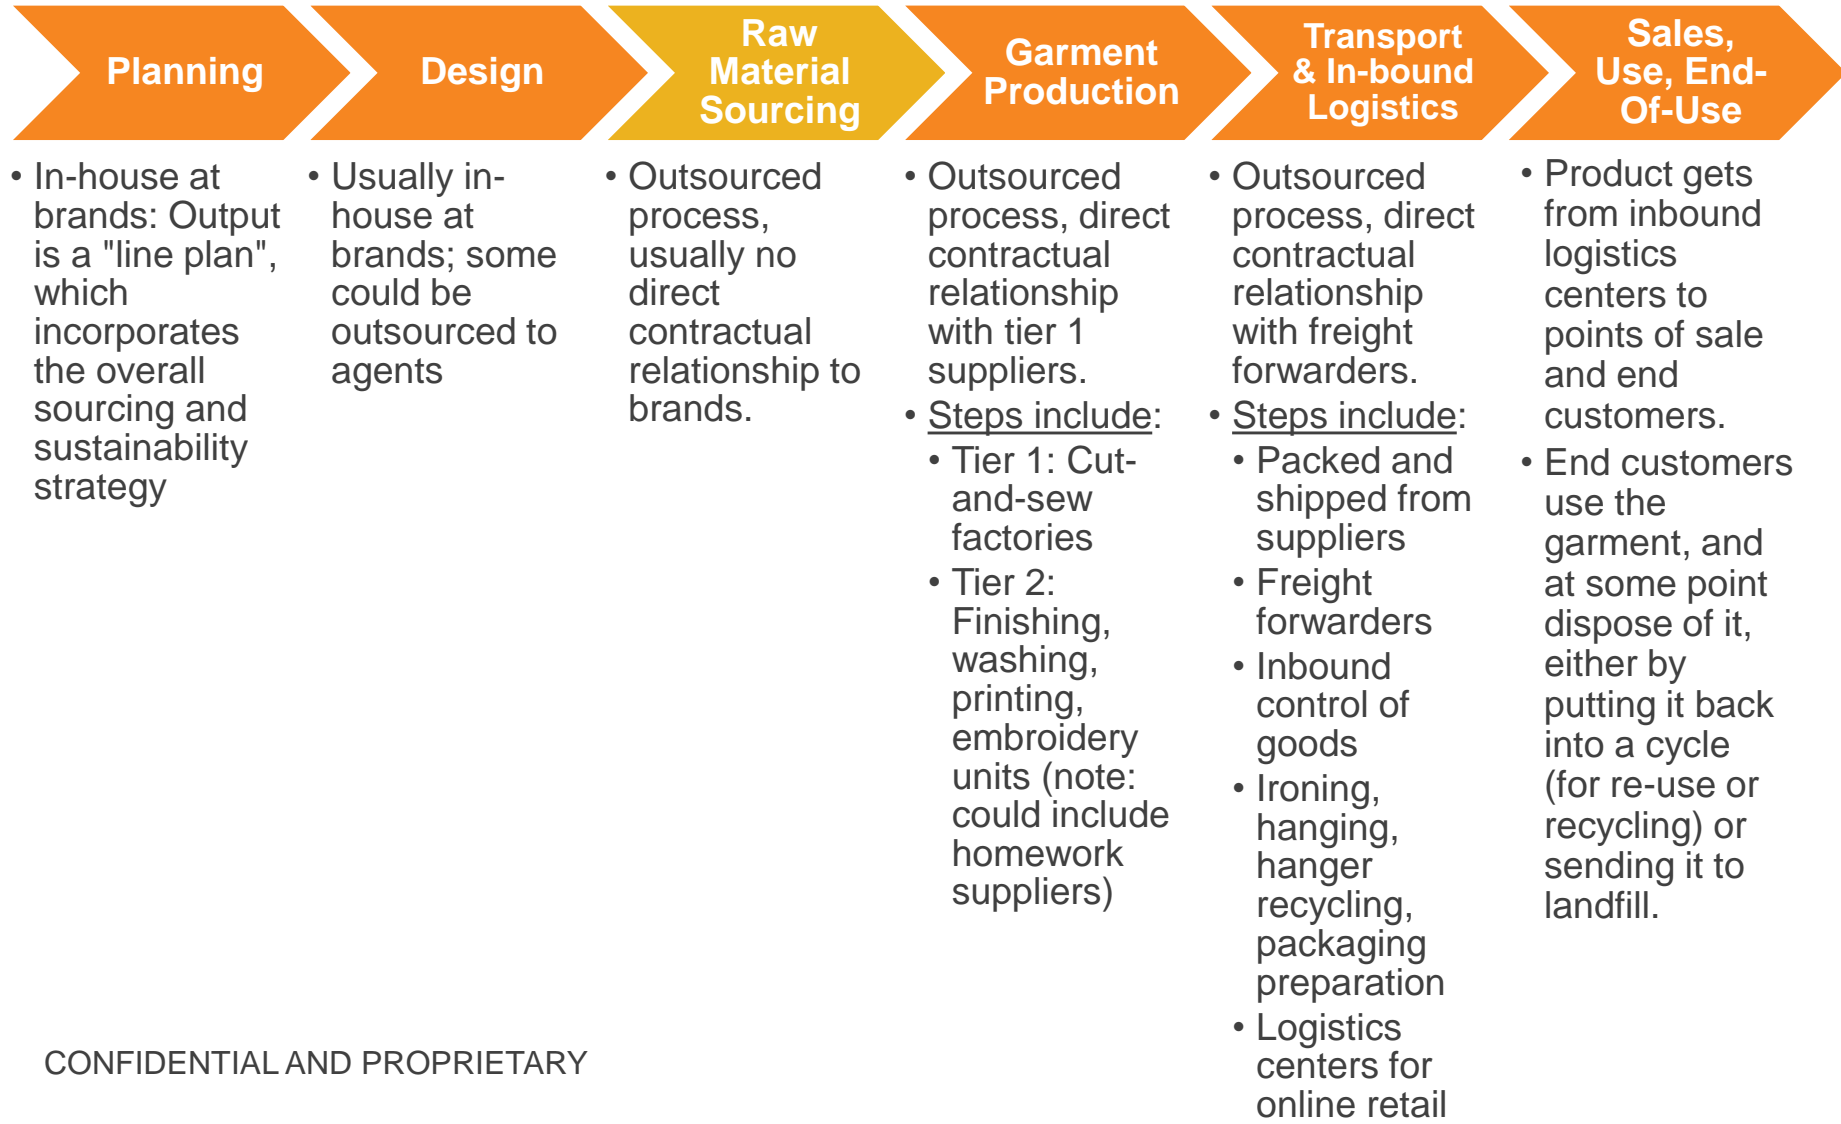 Planning
Design
Raw
Material
Sourcing
Garment
Production
Transport
& In-bound
Logistics
Sales,
Use, End-
Of-Use
• In-house at
brands: Output
is a "line plan",
which
incorporates
the overall
sourcing and
sustainability
strategy
• Usually in-
house at
brands; some
could be
outsourced to
agents
• Outsourced
process,
usually no
direct
contractual
relationship to
brands.
• Outsourced
process, direct
contractual
relationship
with tier 1
suppliers.
• Steps include:
• Tier 1: Cut-
and-sew
factories
• Tier 2:
Finishing,
washing,
printing,
embroidery
units (note:
could include
homework
suppliers)
• Outsourced
process, direct
contractual
relationship
with freight
forwarders.
• Steps include:
• Packed and
shipped from
suppliers
• Freight
forwarders
• Inbound
control of
goods
• Ironing,
hanging,
hanger
recycling,
packaging
preparation
• Logistics
centers for
online retail
• Product gets
from inbound
logistics
centers to
points of sale
and end
customers.
• End customers
use the
garment, and
at some point
dispose of it,
either by
putting it back
into a cycle
(for re-use or
recycling) or
sending it to
landfill.
CONFIDENTIAL AND PROPRIETARY